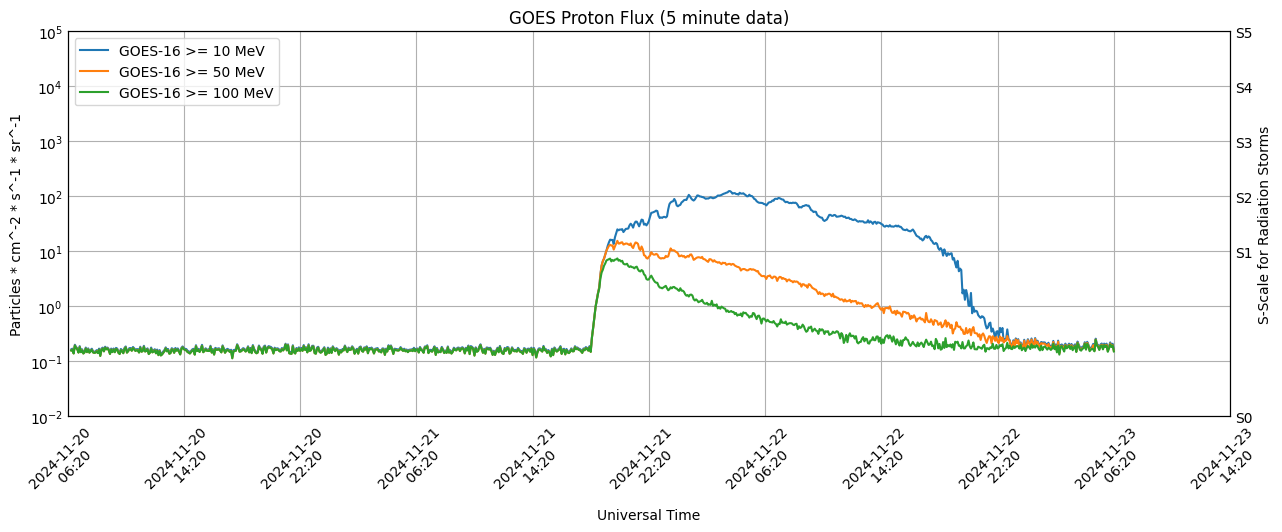 GOES Proton Flux (5 minute data)
GOES-16 >= 10 MeV
GOES-16 >= 50 MeV
GOES-16 >= 100 MeV
Particles * cm^-2 * s^-1 * sr^-1
10^5
10^4
10^3
10^2
10^1
10^0
10^-1
10^-2
S5
S4
S3
S2
S1
S0
S-Scale for Radiation Storms
2024-11-20
06:20
2024-11-20
14:20
2024-11-20
22:20
2024-11-21
06:20
2024-11-21
14:20
2024-11-21
22:20
2024-11-22
06:20
2024-11-22
14:20
2024-11-22
22:20
2024-11-23
06:20
2024-11-23
14:20
Universal Time